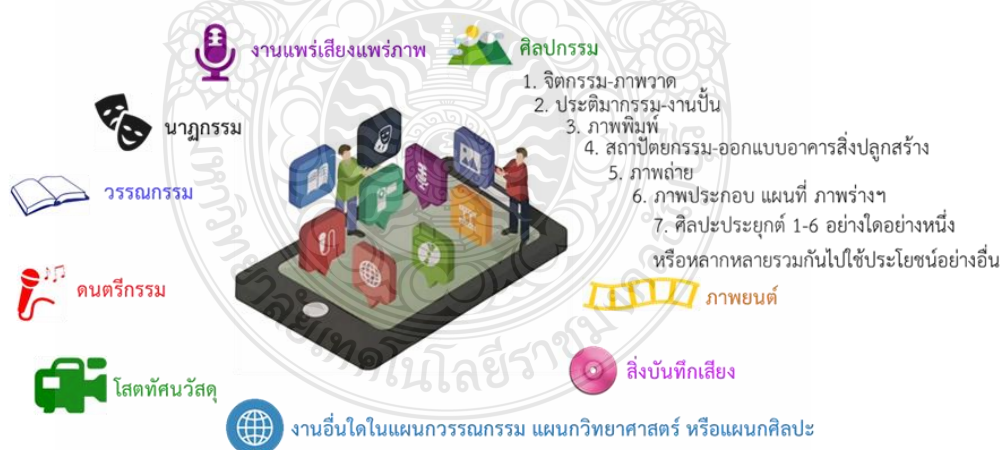 งานแพร่เสียงแพร่ภาพ
ศิลปกรรม
1. จิตกรรม-ภาพวาด
2. ประติมากรรม-งานปั้น
3. ภาพพิมพ์
4. สถาปัตยกรรม-ออกแบบอาคารสิ่งปลูกสร้าง
5. ภาพถ่าย
6. ภาพประกอบ แผนที่ ภาพร่างฯ
7. ศิลปะประยุกต์ 1-6 อย่างใดอย่างหนึ่ง
หรือหลากหลายรวมกันไปใช้ประโยชน์อย่างอื่น
นาฏกรรม
วรรณกรรม
ดนตรีกรรม
ภาพยนต์
สิ่งบันทึกเสียง
โสตทัศนวัสดุ
งานอื่นใดในแผนกวรรณกรรม แผนกวิทยาศาสตร์ หรือแผนกศิลปะ